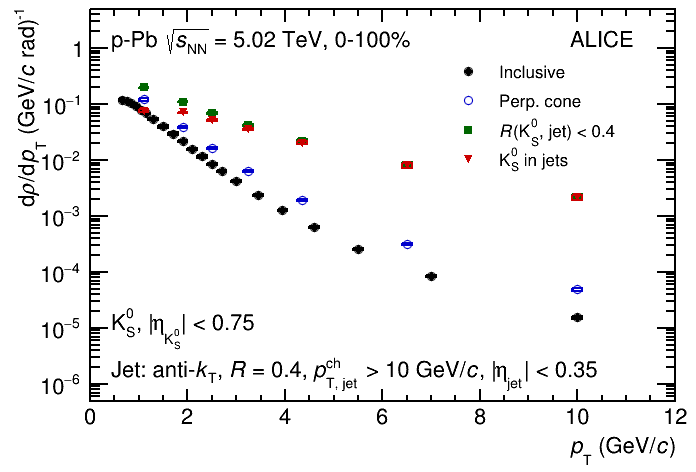 dρ/dp_T (GeV/c rad)⁻¹
p-Pb √s_NN = 5.02 TeV, 0-100%
ALICE
Inclusive
Perp. cone
R(K⁰_S, jet) < 0.4
K⁰_S in jets
1
10⁻¹
10⁻²
10⁻³
10⁻⁴
10⁻⁵
10⁻⁶
K⁰_S, |η_K⁰_S| < 0.75
Jet: anti-k_T, R = 0.4, p^ch_T, jet > 10 GeV/c, |η_jet| < 0.35
0 2 4 6 8 10 12
p_T (GeV/c)